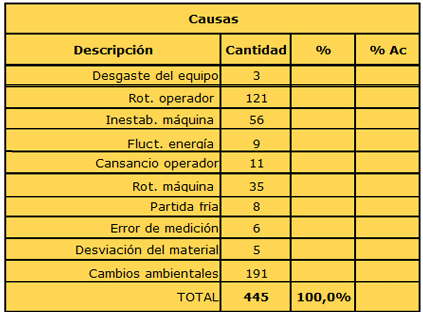 Causas
Descripción Cantidad % % Ac
Desgaste del equipo 3
Rot. operador 121
Inestab. máquina 56
Fluct. energía 9
Cansancio operador 11
Rot. máquina 35
Partida fría 8
Error de medición 6
Desviación del material 5
Cambios ambientales 191
TOTAL 445 100,0%